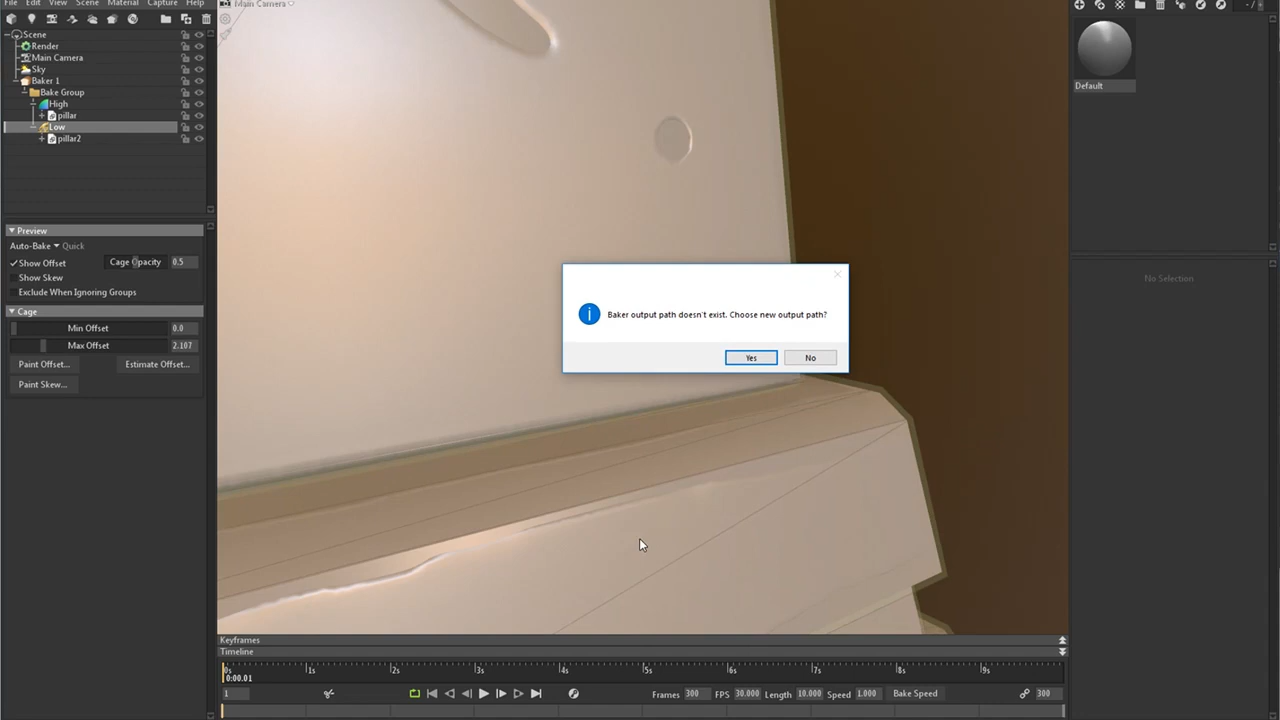 File Edit View Scene Material Capture Help
Main Camera
Scene
Render
Main Camera
Sky
Baker 1
Bake Group
High
pillar
Low
pillar2
Preview
Auto-Bake Quick
Show Offset Cage Opacity 0.5
Show Skew
Exclude When Ignoring Groups
Cage
Min Offset 0.0
Max Offset 2.107
Paint Offset... Estimate Offset...
Paint Skew...
Baker output path doesn't exist. Choose new output path?
Yes No
Default
No Selection
Keyframes
Timeline
0s 1s 2s 3s 4s 5s 6s 7s 8s 9s
0:00.01
1 Frames 300 FPS 30.000 Length 10.000 Speed 1.000 Bake Speed 300